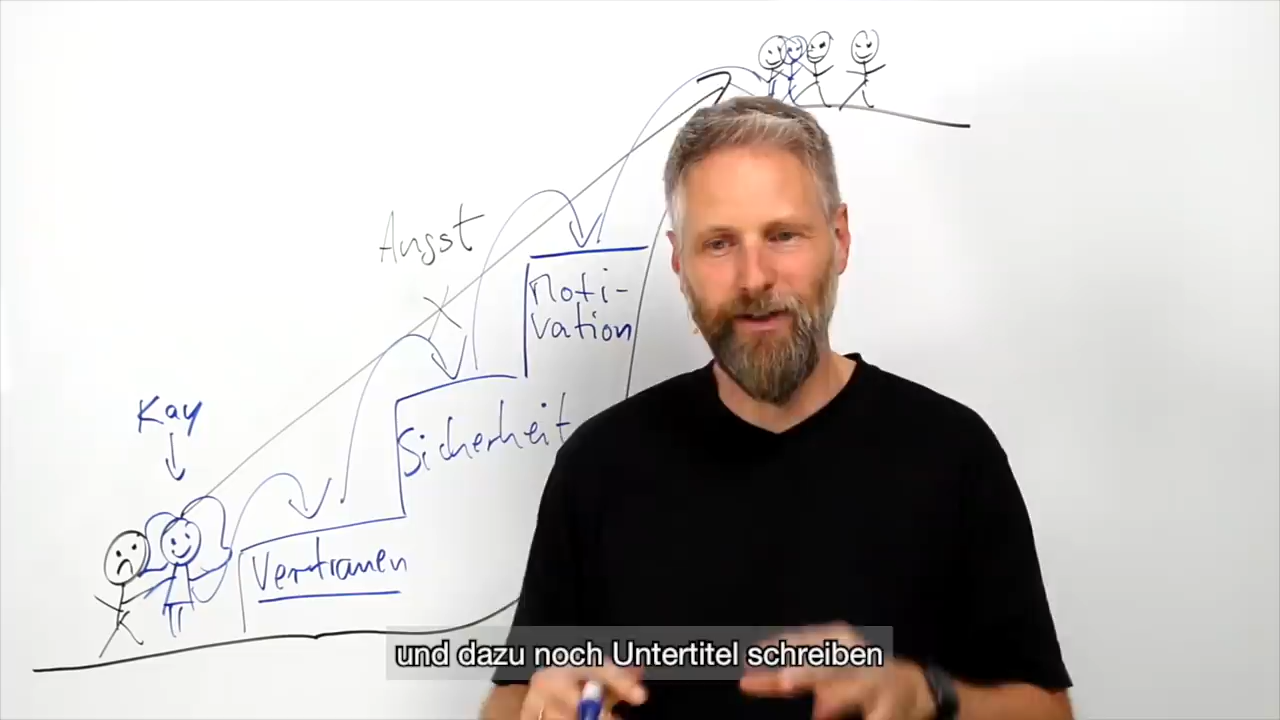 Angst
Moti-
vation
Kay
Sicherheit
Vertrauen
und dazu noch Untertitel schreiben